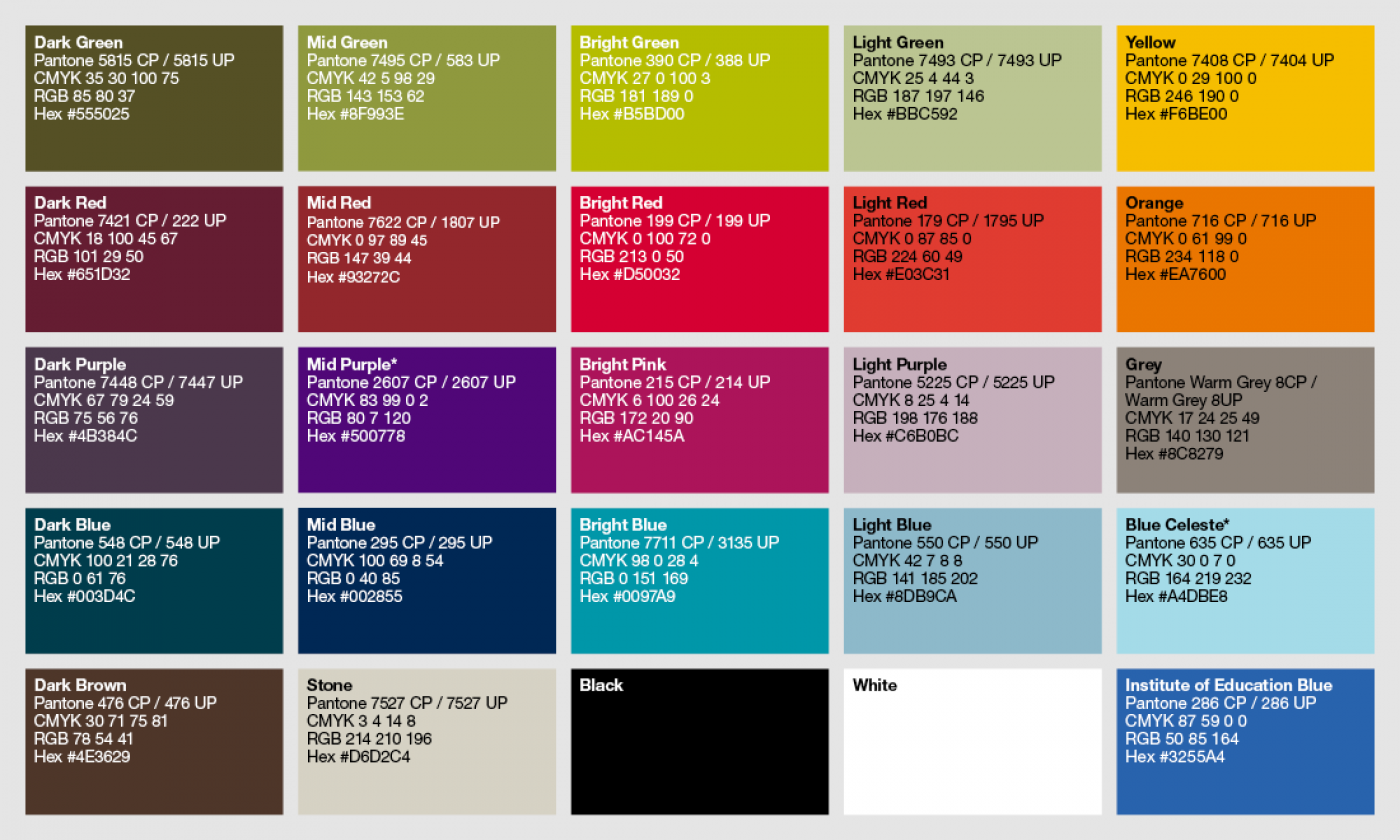 Dark Green
Pantone 5815 CP / 5815 UP
CMYK 35 30 100 75
RGB 85 80 37
Hex #555025
Mid Green
Pantone 7495 CP / 583 UP
CMYK 42 5 98 29
RGB 143 153 62
Hex #8F993E
Bright Green
Pantone 390 CP / 388 UP
CMYK 27 0 100 3
RGB 181 189 0
Hex #B5BD00
Light Green
Pantone 7493 CP / 7493 UP
CMYK 25 4 44 3
RGB 187 197 146
Hex #BBC592
Yellow
Pantone 7408 CP / 7404 UP
CMYK 0 29 100 0
RGB 246 190 0
Hex #F6BE00
Dark Red
Pantone 7421 CP / 222 UP
CMYK 18 100 45 67
RGB 101 29 50
Hex #651D32
Mid Red
Pantone 7622 CP / 1807 UP
CMYK 0 97 89 45
RGB 147 39 44
Hex #93272C
Bright Red
Pantone 199 CP / 199 UP
CMYK 0 100 72 0
RGB 213 0 50
Hex #D50032
Light Red
Pantone 179 CP / 1795 UP
CMYK 0 87 85 0
RGB 224 60 49
Hex #E03C31
Orange
Pantone 716 CP / 716 UP
CMYK 0 61 99 0
RGB 234 118 0
Hex #EA7600
Dark Purple
Pantone 7448 CP / 7447 UP
CMYK 67 79 24 59
RGB 75 56 76
Hex #4B384C
Mid Purple*
Pantone 2607 CP / 2607 UP
CMYK 83 99 0 2
RGB 80 7 120
Hex #500778
Bright Pink
Pantone 215 CP / 214 UP
CMYK 6 100 26 24
RGB 172 20 90
Hex #AC145A
Light Purple
Pantone 5225 CP / 5225 UP
CMYK 8 25 4 14
RGB 198 176 188
Hex #C6B0BC
Grey
Pantone Warm Grey 8CP /
Warm Grey 8UP
CMYK 17 24 25 49
RGB 140 130 121
Hex #8C8279
Dark Blue
Pantone 548 CP / 548 UP
CMYK 100 21 28 76
RGB 0 61 76
Hex #003D4C
Mid Blue
Pantone 295 CP / 295 UP
CMYK 100 69 8 54
RGB 0 40 85
Hex #002855
Bright Blue
Pantone 7711 CP / 3135 UP
CMYK 98 0 28 4
RGB 0 151 169
Hex #0097A9
Light Blue
Pantone 550 CP / 550 UP
CMYK 42 7 8 8
RGB 141 185 202
Hex #8DB9CA
Blue Celeste*
Pantone 635 CP / 635 UP
CMYK 30 0 7 0
RGB 164 219 232
Hex #A4DBE8
Dark Brown
Pantone 476 CP / 476 UP
CMYK 30 71 75 81
RGB 78 54 41
Hex #4E3629
Stone
Pantone 7527 CP / 7527 UP
CMYK 3 4 14 8
RGB 214 210 196
Hex #D6D2C4
Black
White
Institute of Education Blue
Pantone 286 CP / 286 UP
CMYK 87 59 0 0
RGB 50 85 164
Hex #3255A4